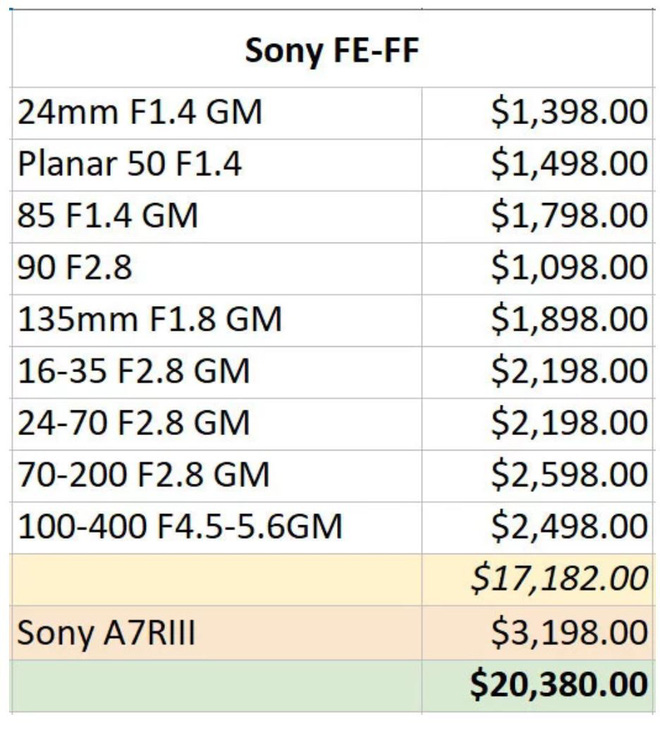 Sony FE-FF
24mm F1.4 GM $1,398.00
Planar 50 F1.4 $1,498.00
85 F1.4 GM $1,798.00
90 F2.8 $1,098.00
135mm F1.8 GM $1,898.00
16-35 F2.8 GM $2,198.00
24-70 F2.8 GM $2,198.00
70-200 F2.8 GM $2,598.00
100-400 F4.5-5.6GM $2,498.00
$17,182.00
Sony A7RIII $3,198.00
$20,380.00